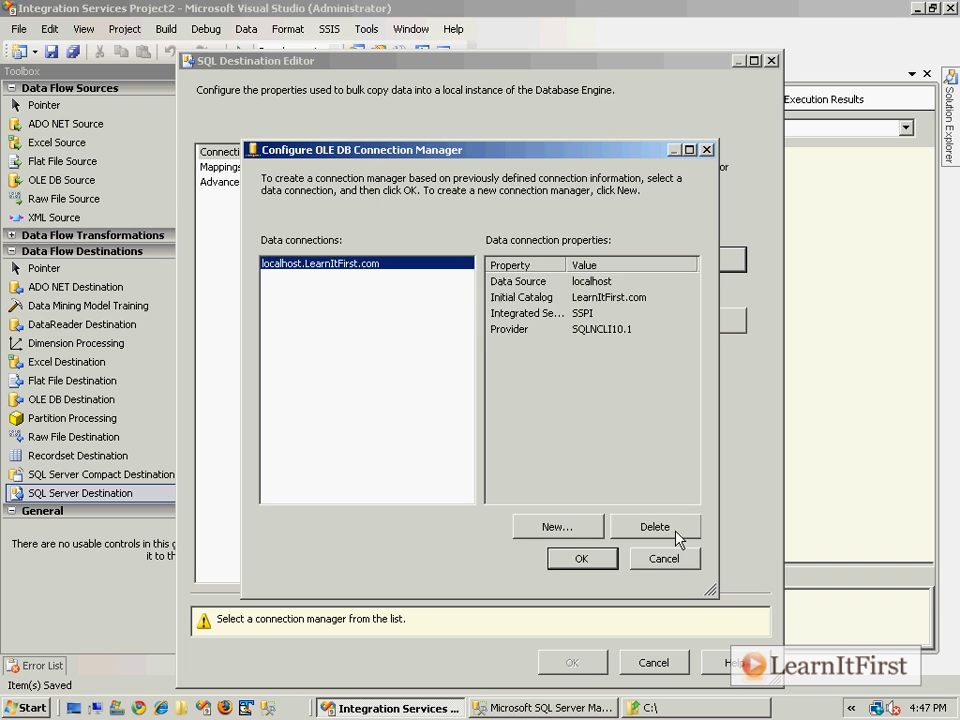 Integration Services Project2 - Microsoft Visual Studio (Administrator)
File Edit View Project Build Debug Data Format SSIS Tools Window Help
Toolbox
Data Flow Sources
Pointer
ADO NET Source
Excel Source
Flat File Source
OLE DB Source
Raw File Source
XML Source
Data Flow Transformations
Data Flow Destinations
Pointer
ADO NET Destination
Data Mining Model Training
DataReader Destination
Dimension Processing
Excel Destination
Flat File Destination
OLE DB Destination
Partition Processing
Raw File Destination
Recordset Destination
SQL Server Compact Destination
SQL Server Destination
General
There are no usable controls in this g
it to th
Error List
Item(s) Saved
SQL Destination Editor
Configure the properties used to bulk copy data into a local instance of the Database Engine.
Connecti
Mappings
Advance
or
Configure OLE DB Connection Manager
To create a connection manager based on previously defined connection information, select a
data connection, and then click OK. To create a new connection manager, click New.
Data connections:
localhost.LearnItFirst.com
Data connection properties:
Property Value
Data Source localhost
Initial Catalog LearnItFirst.com
Integrated Se... SSPI
Provider SQLNCLI10.1
New... Delete
OK Cancel
Select a connection manager from the list.
OK Cancel Help
Execution Results
Solution Explorer
LearnItFirst
Start
Integration Services ...
Microsoft SQL Server Ma...
C:\
4:47 PM